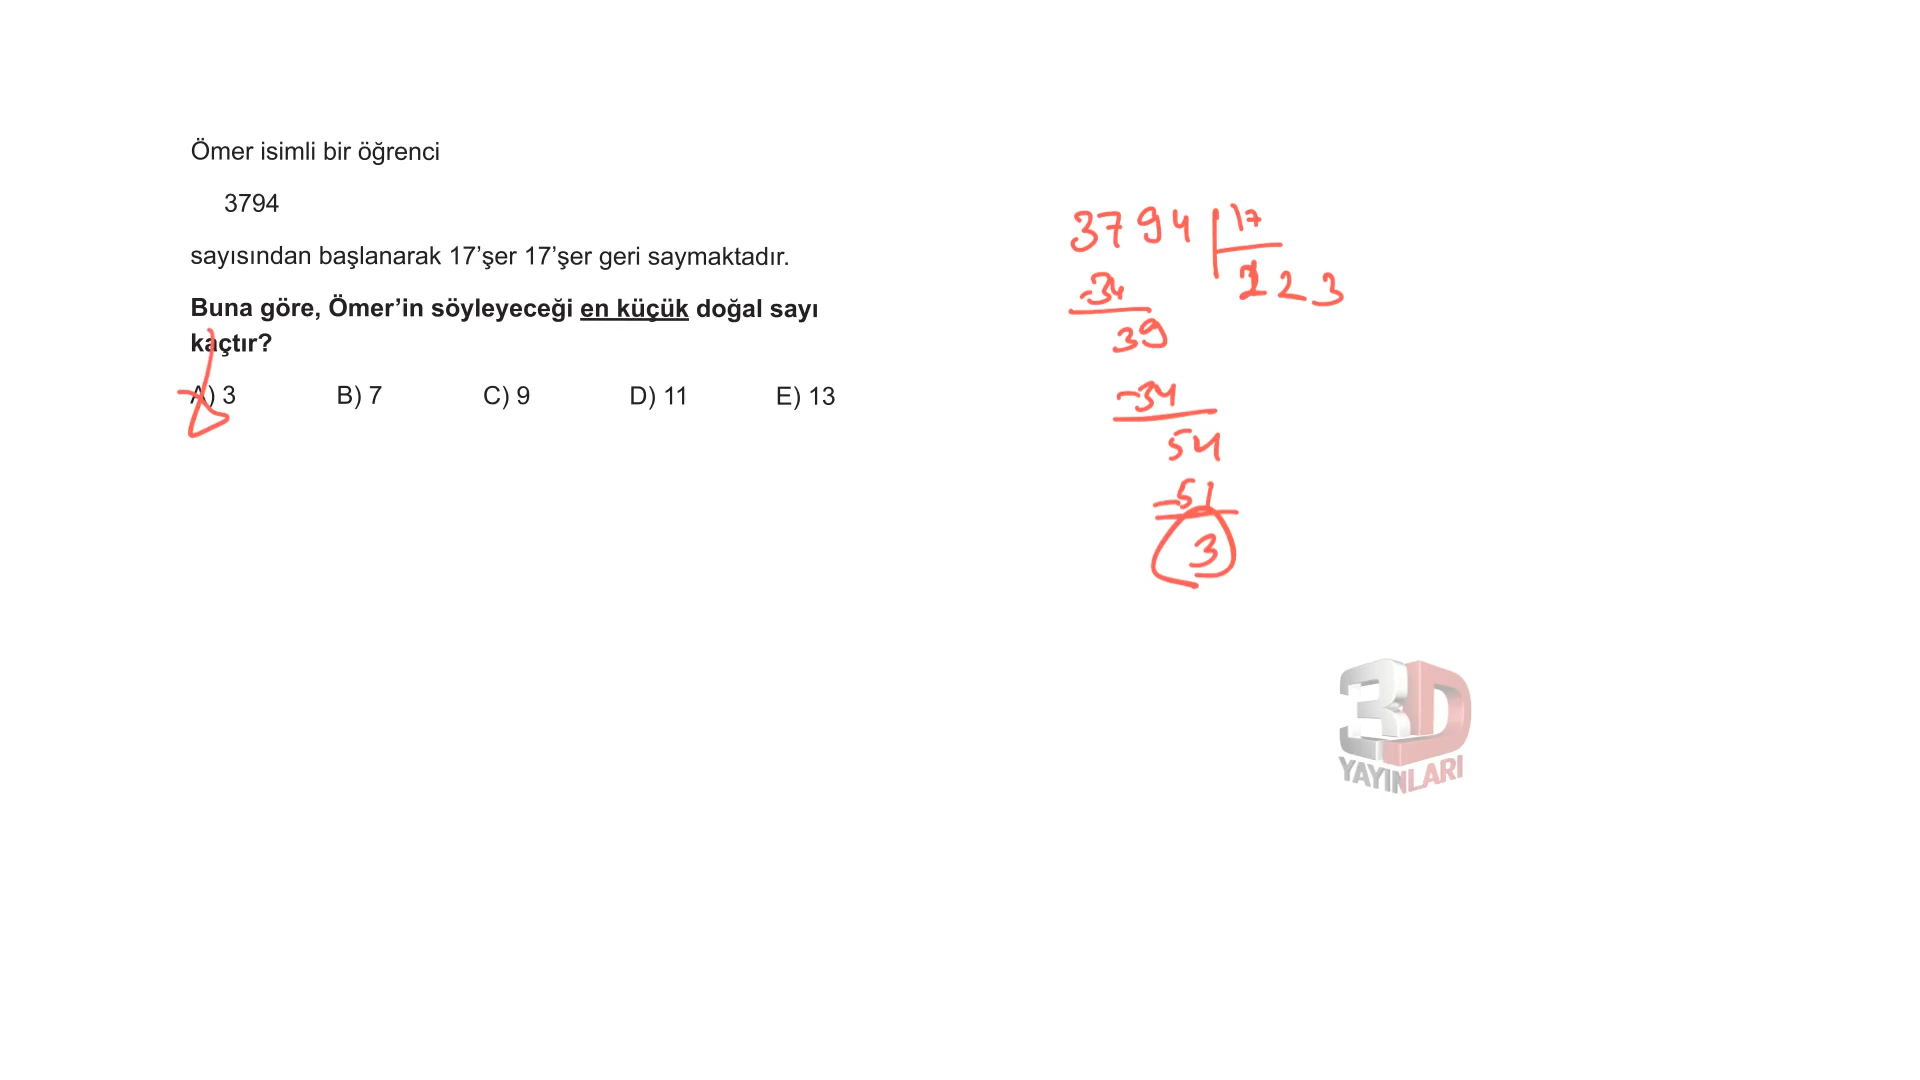 Ömer isimli bir öğrenci
3794
sayısından başlanarak 17’şer 17’şer geri saymaktadır.
Buna göre, Ömer’in söyleyeceği en küçük doğal sayı
kaçtır?
A) 3 B) 7 C) 9 D) 11 E) 13
3794 17
223
-34
39
-34
54
-51
3
3D
YAYINLARI